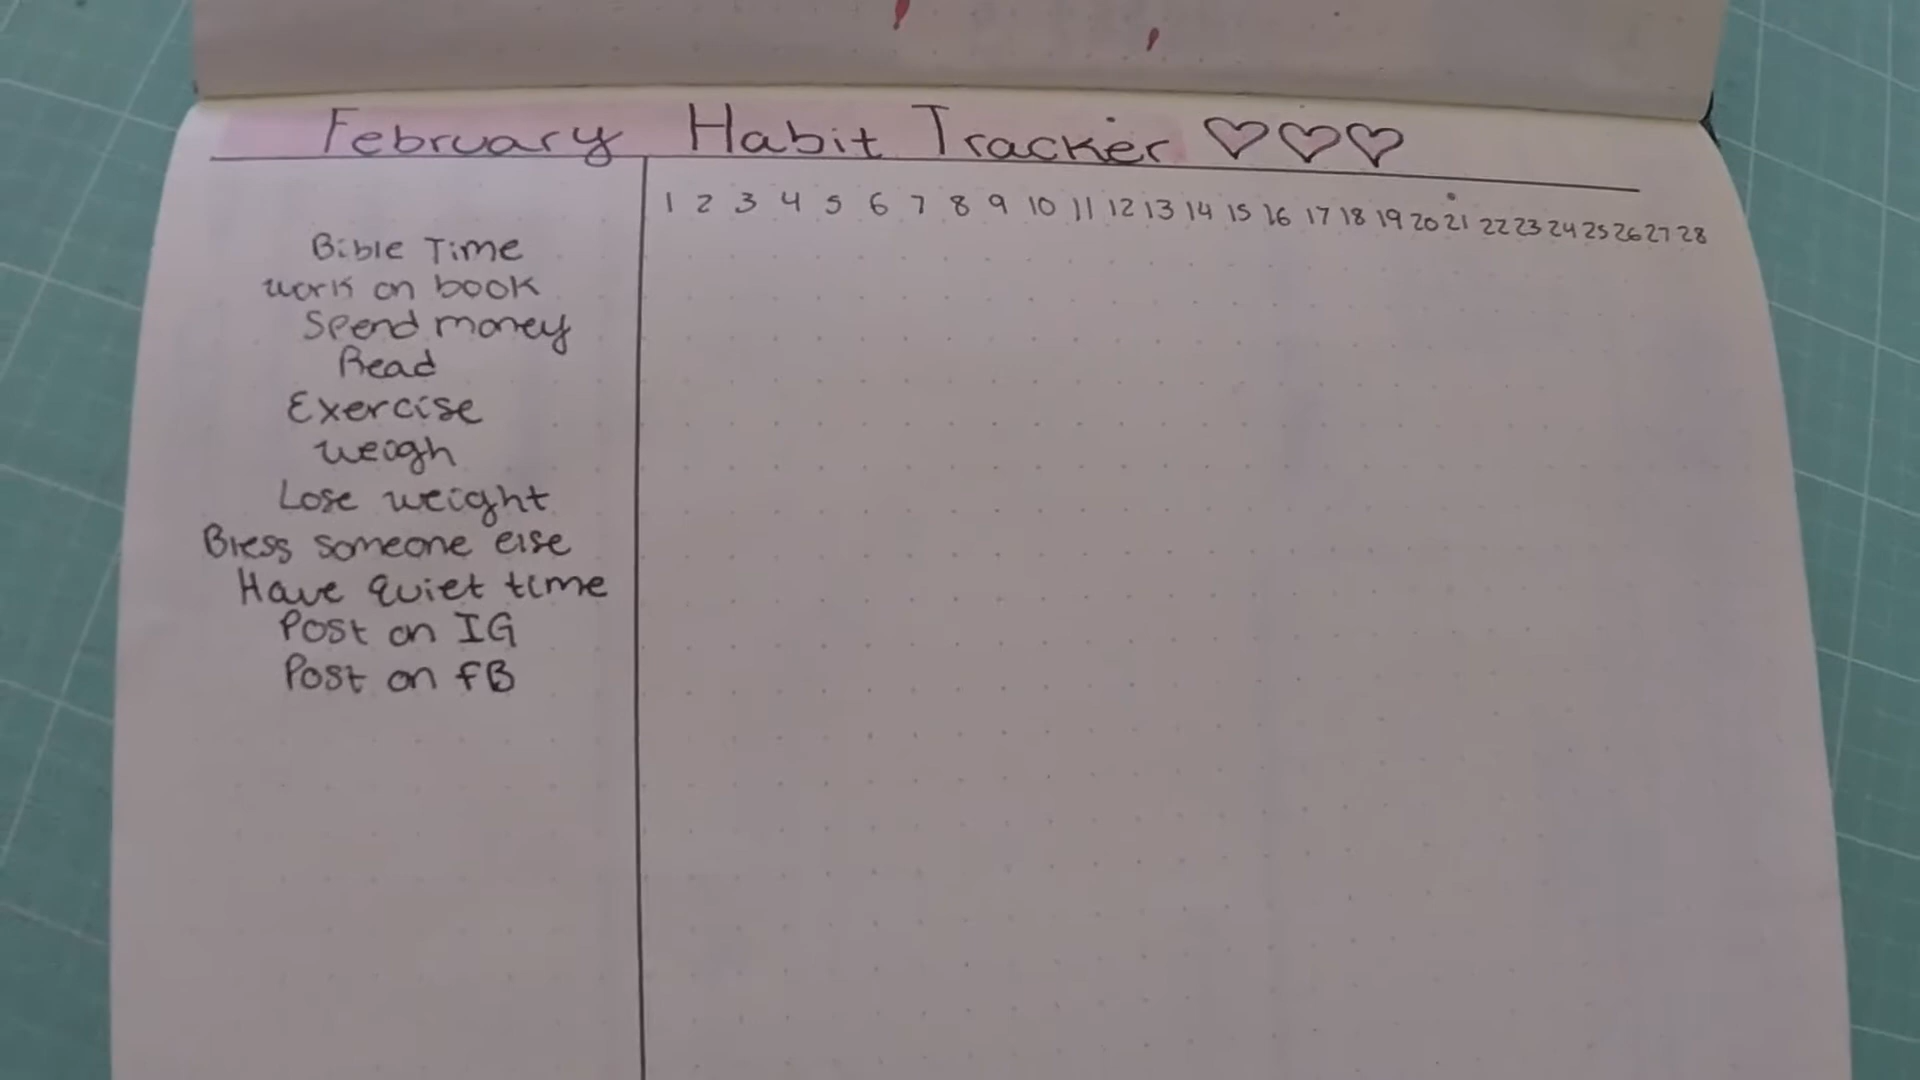 February Habit Tracker ♡♡♡
1 2 3 4 5 6 7 8 9 10 11 12 13 14 15 16 17 18 19 20 21 22 23 24 25 26 27 28
Bible Time
work on book
Spend money
Read
Exercise
weigh
Lose weight
Bless someone else
Have quiet time
Post on IG
Post on FB